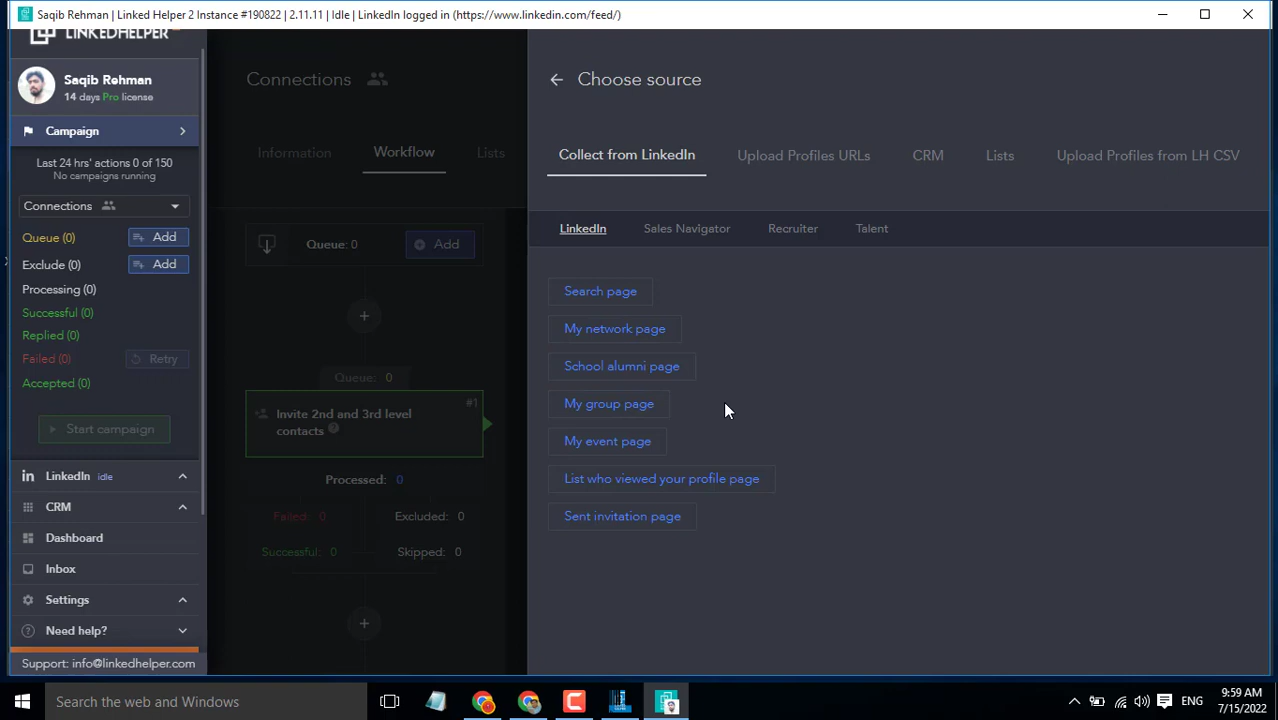 Saqib Rehman | Linked Helper 2 Instance #190822 | 2.11.11 | Idle | LinkedIn logged in (https://www.linkedin.com/feed/)
LINKEDHELPER
Saqib Rehman
14 days Pro license
Campaign
Last 24 hrs' actions 0 of 150
No campaigns running
Connections
Queue (0)
Add
Exclude (0)
Add
Processing (0)
Successful (0)
Replied (0)
Failed (0)
Retry
Accepted (0)
Start campaign
LinkedIn idle
CRM
Dashboard
Inbox
Settings
Need help?
Support: info@linkedhelper.com
Connections
Information
Workflow
Lists
Queue: 0
Add
Queue: 0
#1
Invite 2nd and 3rd level
contacts
Processed: 0
Failed: 0
Excluded: 0
Successful: 0
Skipped: 0
Choose source
Collect from LinkedIn
Upload Profiles URLs
CRM
Lists
Upload Profiles from LH CSV
LinkedIn
Sales Navigator
Recruiter
Talent
Search page
My network page
School alumni page
My group page
My event page
List who viewed your profile page
Sent invitation page
Search the web and Windows
ENG
9:59 AM
7/15/2022